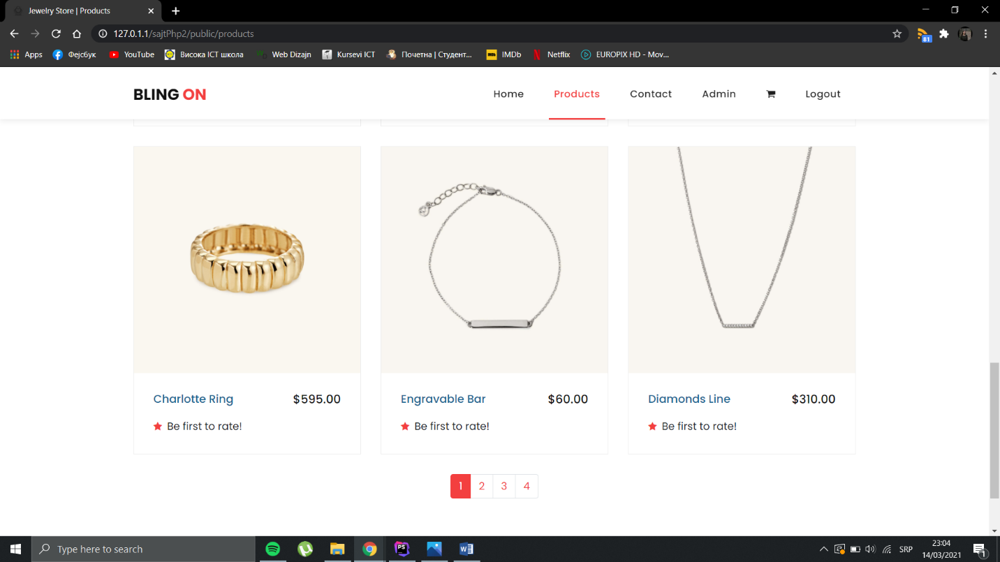 Jewelry Store | Products
127.0.1.1/sajtPhp2/public/products
81
Apps Фејсбук YouTube Висока ICT школа Web Dizajn Kursevi ICT Почетна | Студент... IMDb Netflix EUROPIX HD - Mov...
BLING ON Home Products Contact Admin Logout
Charlotte Ring $595.00
Be first to rate!
Engravable Bar $60.00
Be first to rate!
Diamonds Line $310.00
Be first to rate!
1 2 3 4
Type here to search
PS
SRP
23:04
14/03/2021
1